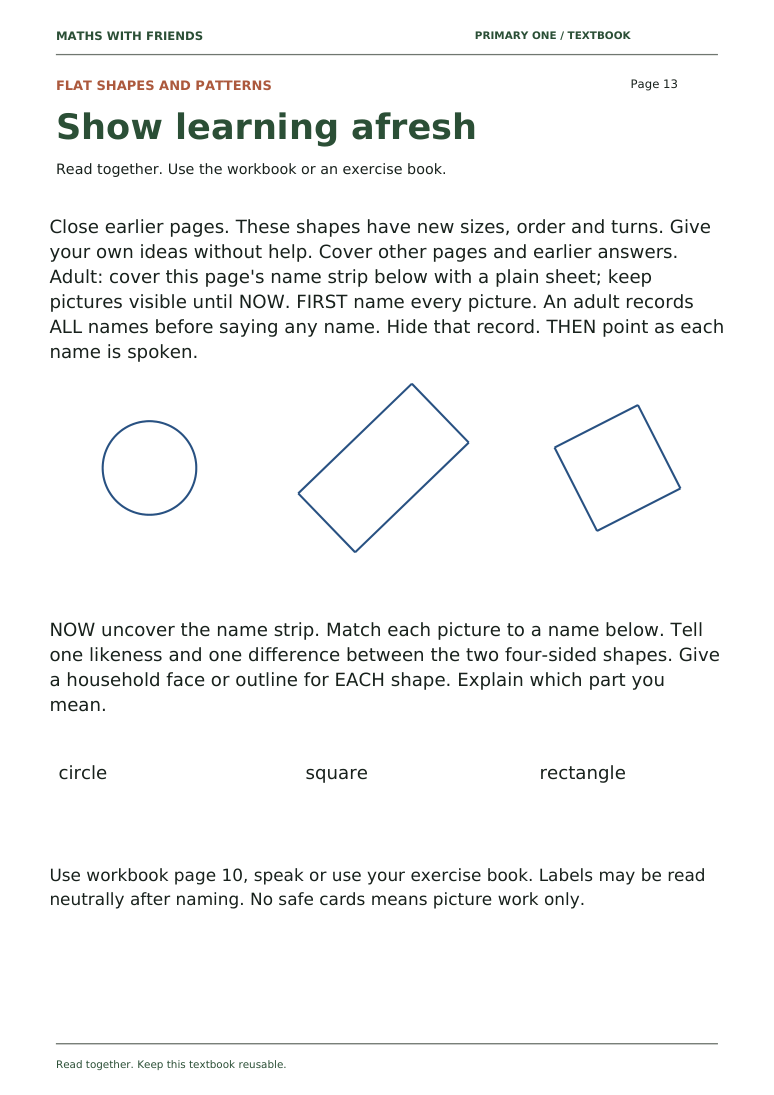 MATHS WITH FRIENDS
PRIMARY ONE / TEXTBOOK
FLAT SHAPES AND PATTERNS
Page 13
Show learning afresh
Read together. Use the workbook or an exercise book.
Close earlier pages. These shapes have new sizes, order and turns. Give
your own ideas without help. Cover other pages and earlier answers.
Adult: cover this page's name strip below with a plain sheet; keep
pictures visible until NOW. FIRST name every picture. An adult records
ALL names before saying any name. Hide that record. THEN point as each
name is spoken.
NOW uncover the name strip. Match each picture to a name below. Tell
one likeness and one difference between the two four-sided shapes. Give
a household face or outline for EACH shape. Explain which part you
mean.
circle
square
rectangle
Use workbook page 10, speak or use your exercise book. Labels may be read
neutrally after naming. No safe cards means picture work only.
Read together. Keep this textbook reusable.